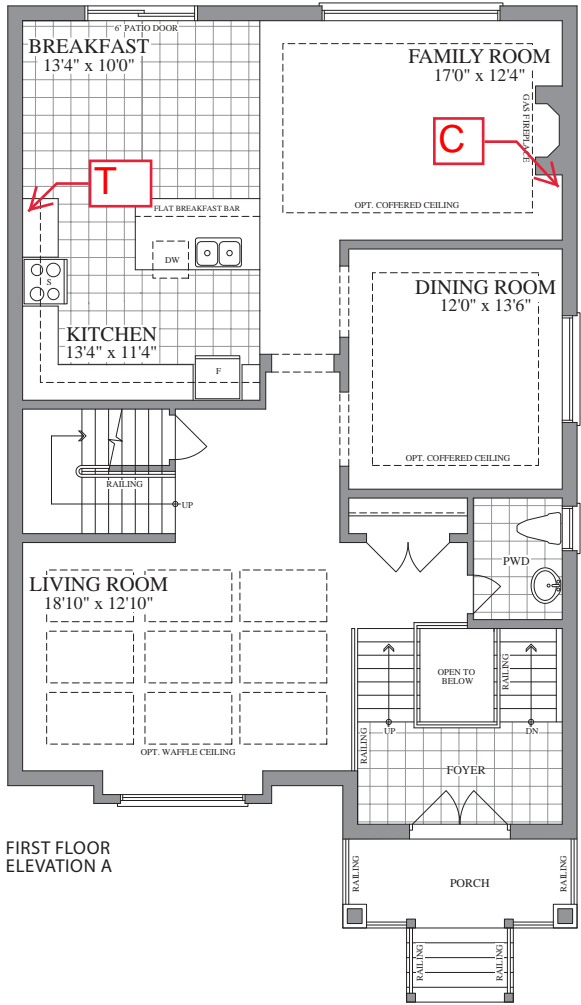 6' PATIO DOOR
BREAKFAST
13'4" x 10'0"
FAMILY ROOM
17'0" x 12'4"
GAS FIREPLACE
C
T
OPT. COFFERED CEILING
FLAT BREAKFAST BAR
DW
S
KITCHEN
13'4" x 11'4"
F
DINING ROOM
12'0" x 13'6"
OPT. COFFERED CEILING
RAILING
UP
PWD
LIVING ROOM
18'10" x 12'10"
OPT. WAFFLE CEILING
OPEN TO
BELOW
RAILING
RAILING
UP
DN
FOYER
FIRST FLOOR
ELEVATION A
RAILING
PORCH
RAILING
RAILING
RAILING